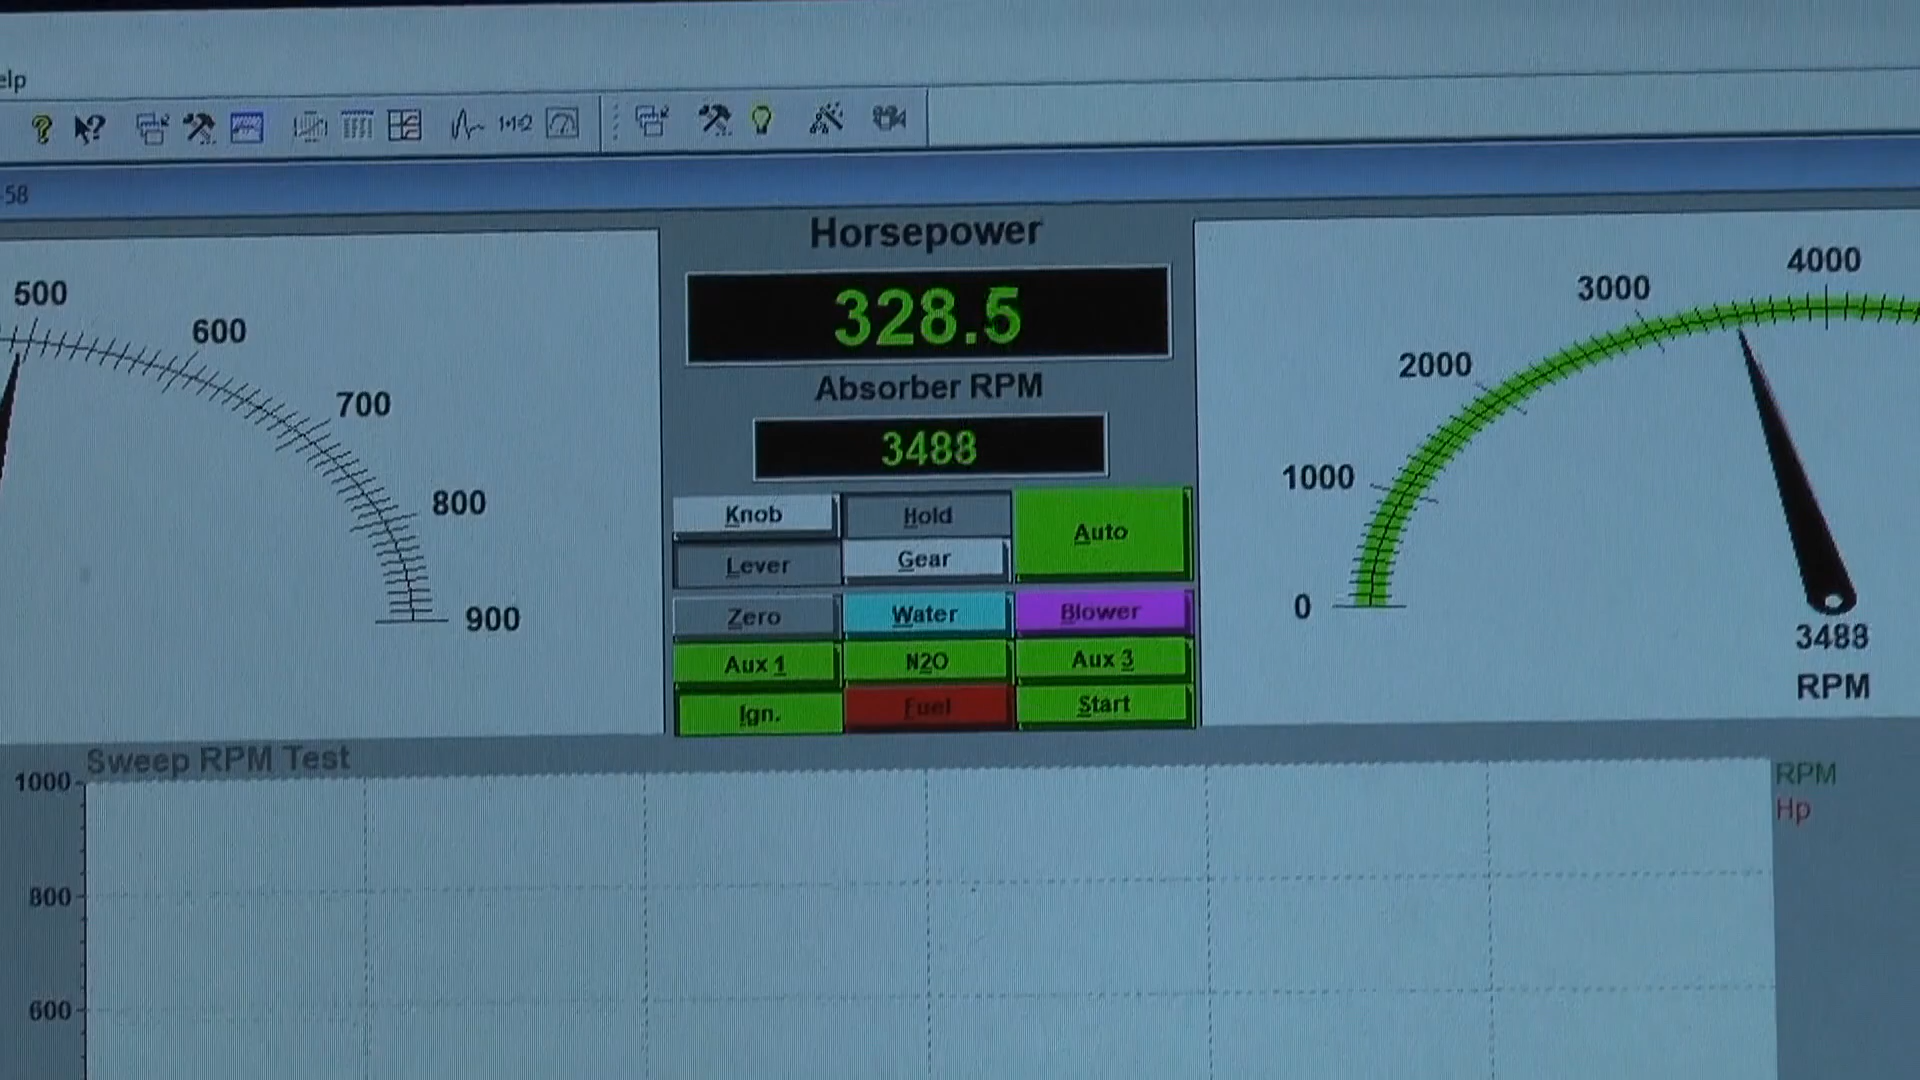 elp
1+1=2
-58
Horsepower
328.5
Absorber RPM
3488
Knob
Hold
Auto
Lever
Gear
Zero
Water
Blower
Aux 1
N2O
Aux 3
Ign.
Fuel
Start
500
600
700
800
900
0
1000
2000
3000
4000
3488
RPM
Sweep RPM Test
1000
800
600
RPM
Hp